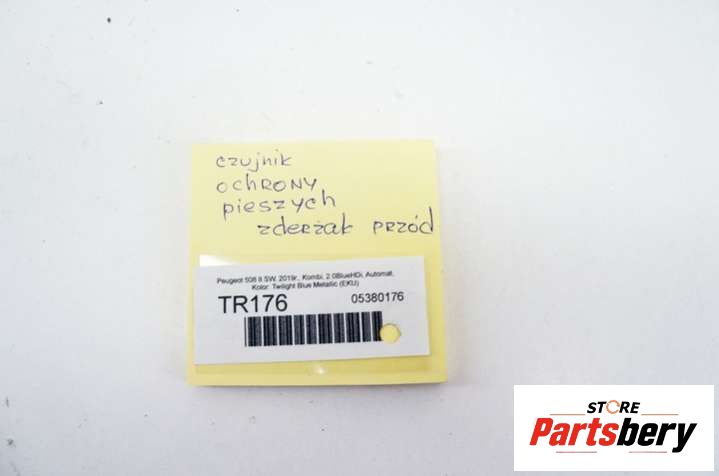 czujnik
OCHRONY
pieszych
zderzak PRZÓD
Peugeot 508 II SW, 2019r., Kombi, 2.0BlueHDi, Automat,
Kolor: Twilight Blue Metallic (EKU)
TR176 05380176
STORE
Partsbery